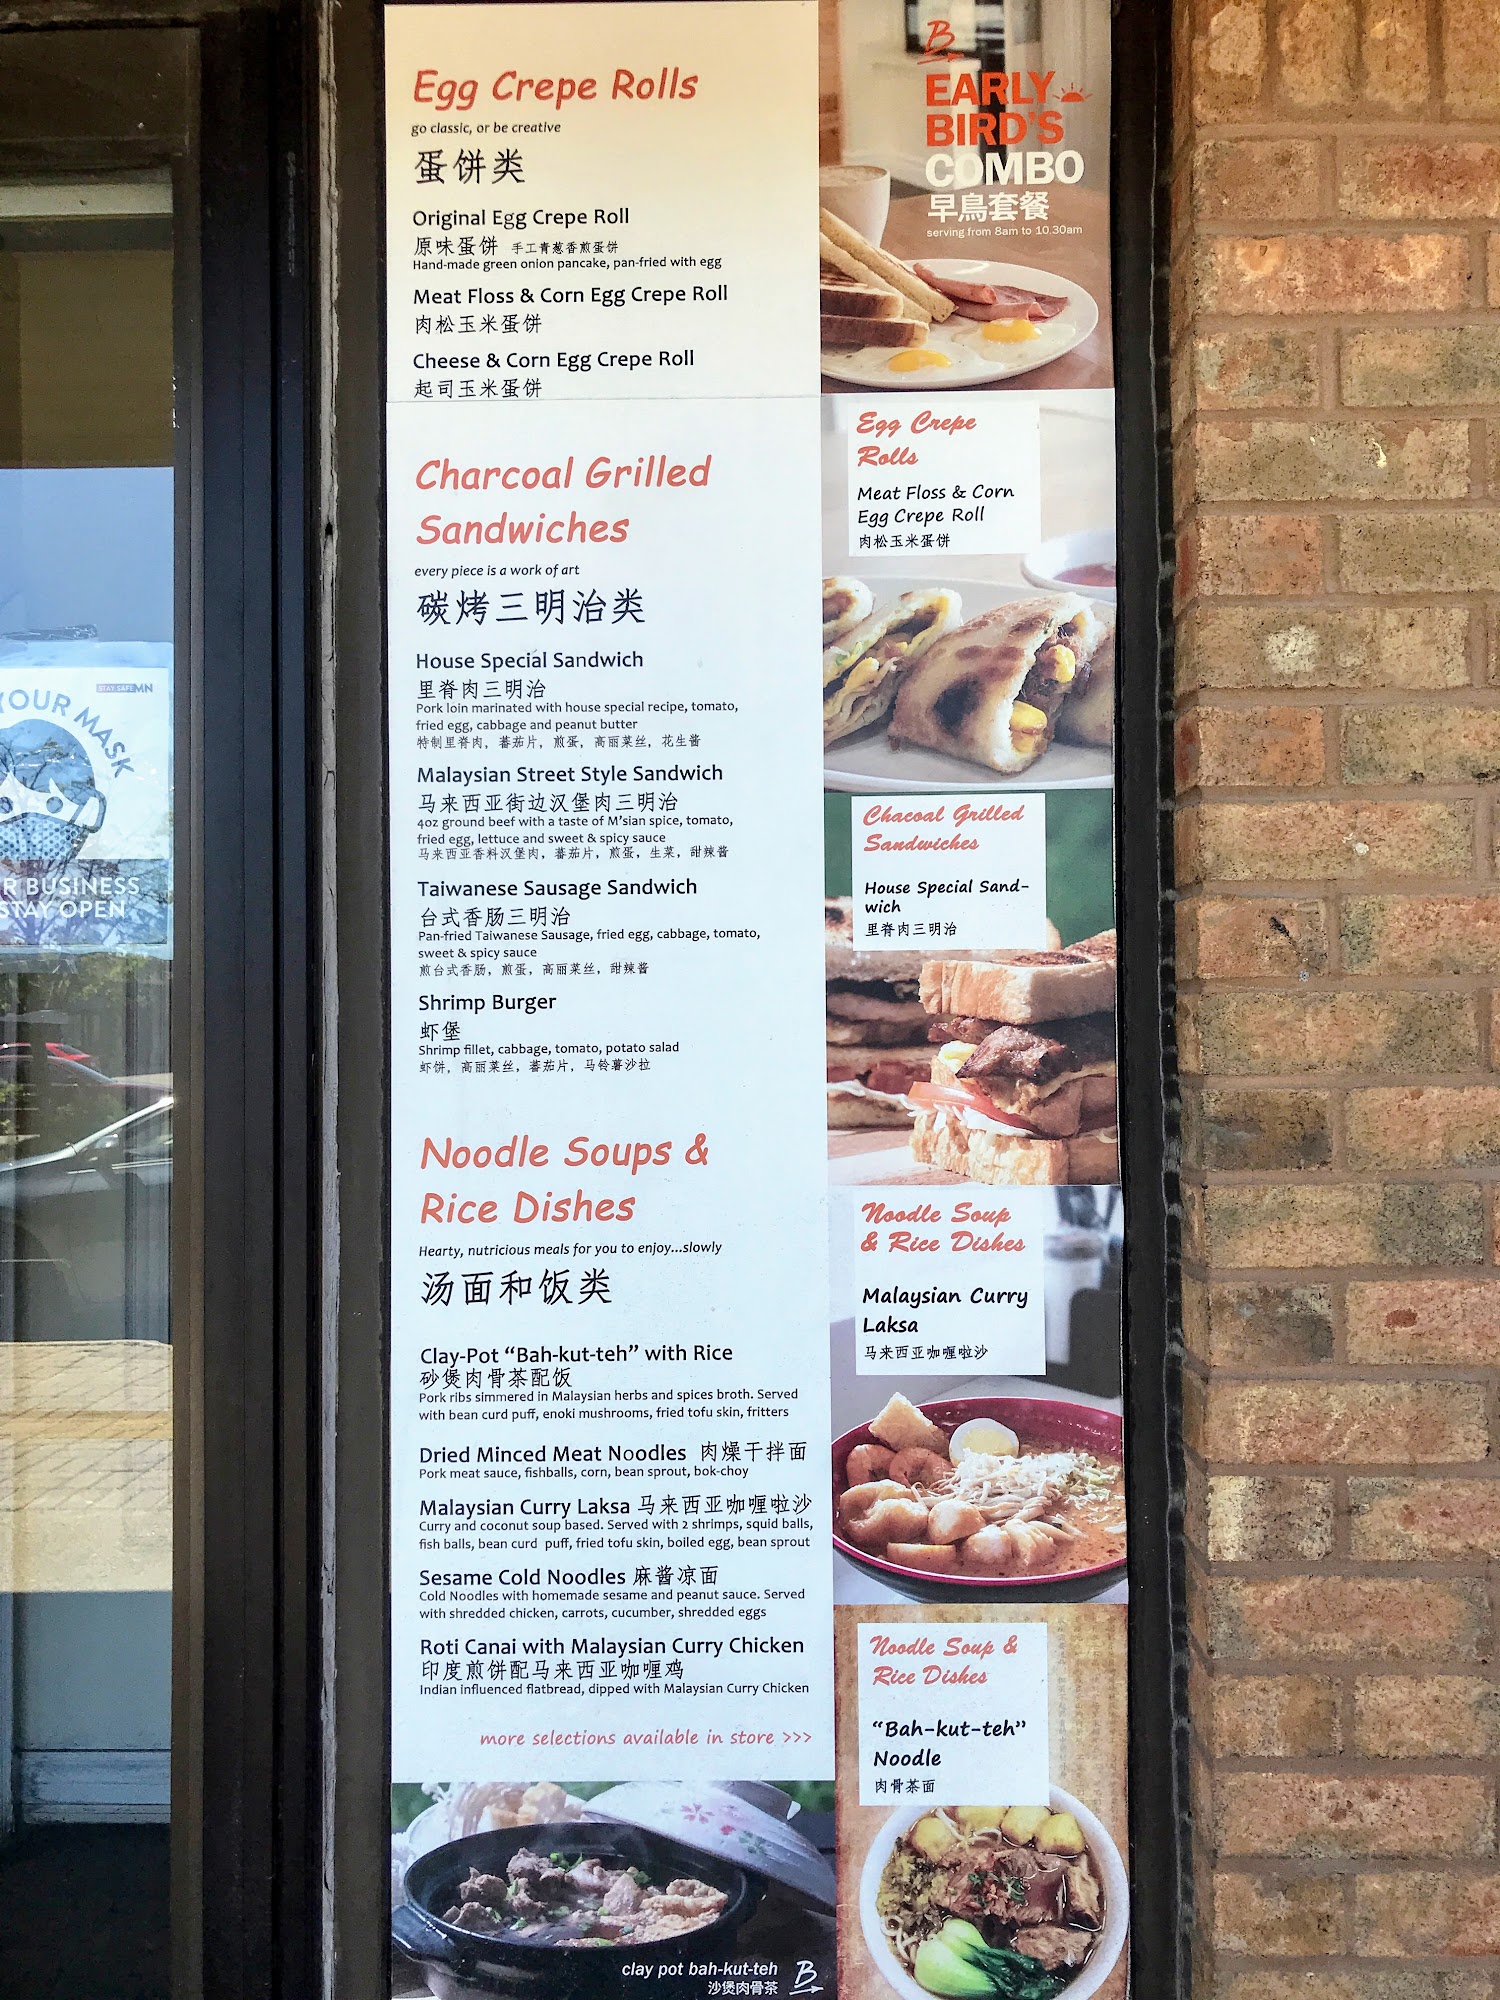 Egg Crepe Rolls
go classic, or be creative
蛋饼类
Original Egg Crepe Roll
原味蛋饼 手工青葱香煎蛋饼
Hand-made green onion pancake, pan-fried with egg
Meat Floss & Corn Egg Crepe Roll
肉松玉米蛋饼
Cheese & Corn Egg Crepe Roll
起司玉米蛋饼
Charcoal Grilled
Sandwiches
every piece is a work of art
碳烤三明治类
House Special Sandwich
里脊肉三明治
Pork loin marinated with house special recipe, tomato,
fried egg, cabbage and peanut butter
特制里脊肉，蕃茄片，煎蛋，高丽菜丝，花生酱
Malaysian Street Style Sandwich
马来西亚街边汉堡肉三明治
4oz ground beef with a taste of M'sian spice, tomato,
fried egg, lettuce and sweet & spicy sauce
马来西亚香料汉堡肉，蕃茄片，煎蛋，生菜，甜辣酱
Taiwanese Sausage Sandwich
台式香肠三明治
Pan-fried Taiwanese Sausage, fried egg, cabbage, tomato,
sweet & spicy sauce
煎台式香肠，煎蛋，高丽菜丝，甜辣酱
Shrimp Burger
虾堡
Shrimp fillet, cabbage, tomato, potato salad
虾饼，高丽菜丝，蕃茄片，马铃薯沙拉
Noodle Soups &
Rice Dishes
Hearty, nutricious meals for you to enjoy...slowly
汤面和饭类
Clay-Pot “Bah-kut-teh” with Rice
砂煲肉骨茶配饭
Pork ribs simmered in Malaysian herbs and spices broth. Served
with bean curd puff, enoki mushrooms, fried tofu skin, fritters
Dried Minced Meat Noodles 肉燥干拌面
Pork meat sauce, fishballs, corn, bean sprout, bok-choy
Malaysian Curry Laksa 马来西亚咖喱啦沙
Curry and coconut soup based. Served with 2 shrimps, squid balls,
fish balls, bean curd puff, fried tofu skin, boiled egg, bean sprout
Sesame Cold Noodles 麻酱凉面
Cold Noodles with homemade sesame and peanut sauce. Served
with shredded chicken, carrots, cucumber, shredded eggs
Roti Canai with Malaysian Curry Chicken
印度煎饼配马来西亚咖喱鸡
Indian influenced flatbread, dipped with Malaysian Curry Chicken
more selections available in store >>>
clay pot bah-kut-teh
沙煲肉骨茶
B
B
EARLY
BIRD'S
COMBO
早鳥套餐
serving from 8am to 10.30am
Egg Crepe
Rolls
Meat Floss & Corn
Egg Crepe Roll
肉松玉米蛋饼
Chacoal Grilled
Sandwiches
House Special Sand-
wich
里脊肉三明治
Noodle Soup
& Rice Dishes
Malaysian Curry
Laksa
马来西亚咖喱啦沙
Noodle Soup &
Rice Dishes
“Bah-kut-teh”
Noodle
肉骨茶面
STAY SAFE MN
YOUR MASK
R BUSINESS
STAY OPEN